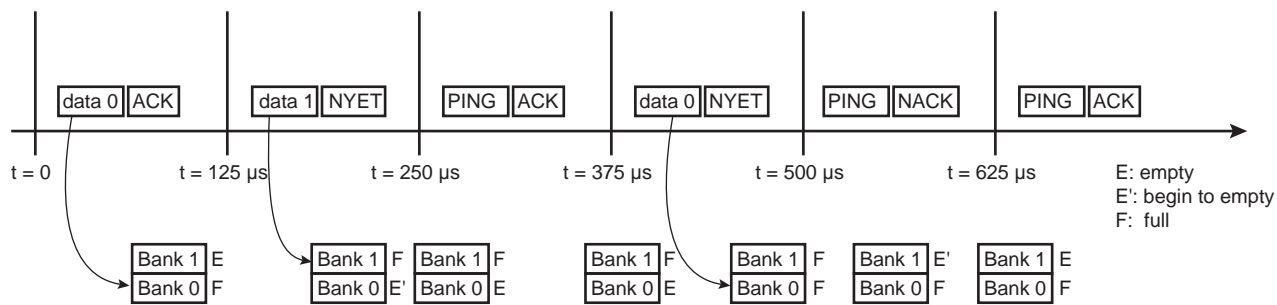 data 0 ACK data 1 NYET PING ACK data 0 NYET PING NACK PING ACK
t = 0 t = 125 µs t = 250 µs t = 375 µs t = 500 µs t = 625 µs
E: empty
E': begin to empty
F: full
Bank 1 E Bank 1 F Bank 1 F Bank 1 F Bank 1 F Bank 1 E' Bank 1 E
Bank 0 F Bank 0 E' Bank 0 E Bank 0 E Bank 0 F Bank 0 F Bank 0 F